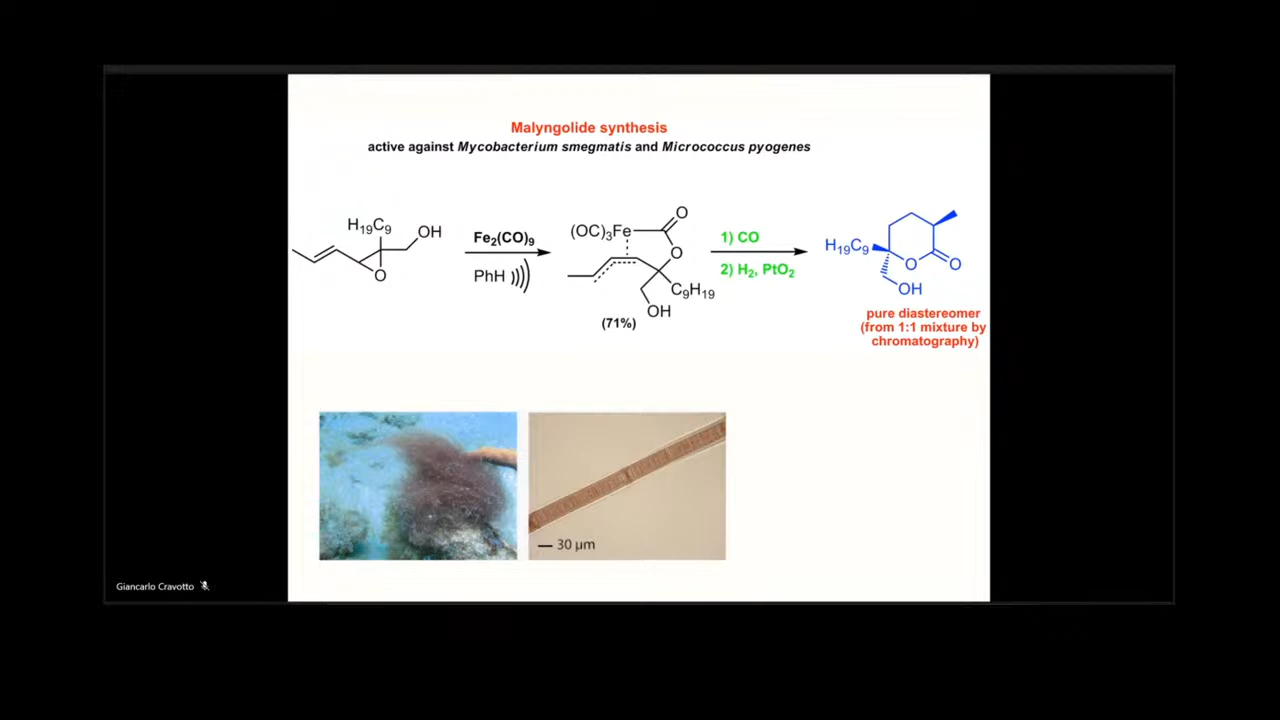 Malyngolide synthesis
active against Mycobacterium smegmatis and Micrococcus pyogenes
H₁₉C₉
OH
O
Fe₂(CO)₉
PhH )))
(OC)₃Fe
O
O
C₉H₁₉
OH
(71%)
1) CO
2) H₂, PtO₂
H₁₉C₉
O
O
OH
pure diastereomer
(from 1:1 mixture by
chromatography)
30 µm
Giancarlo Cravotto